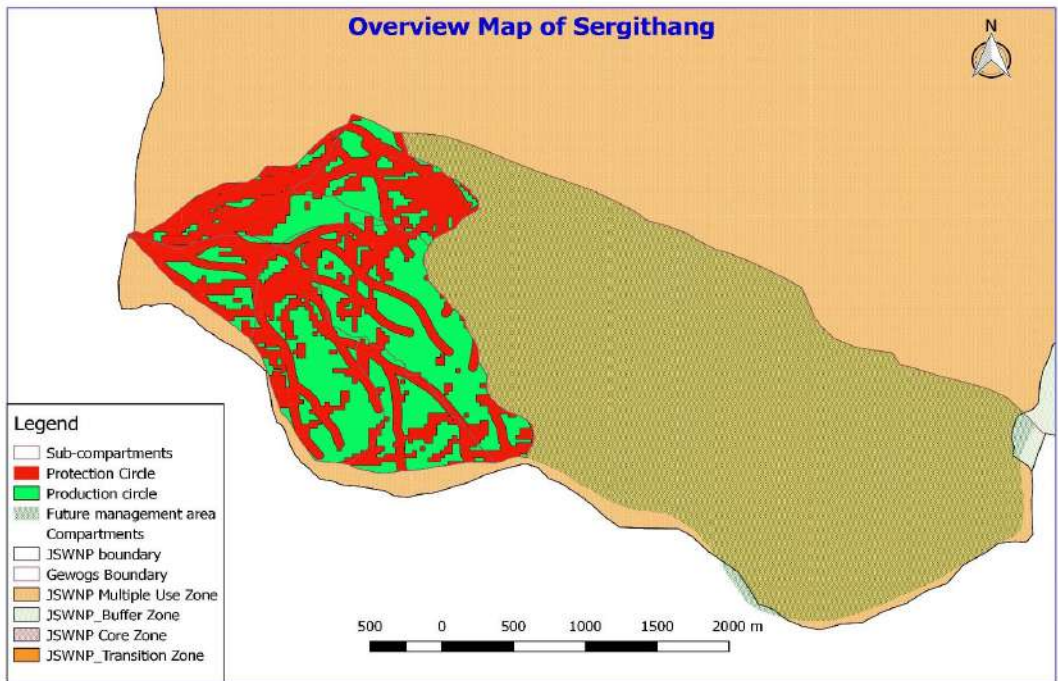 Overview Map of Sergithang
N
Legend
Sub-compartments
Protection Circle
Production circle
Future management area
Compartments
JSWNP boundary
Gewogs Boundary
JSWNP Multiple Use Zone
JSWNP_Buffer Zone
JSWNP Core Zone
JSWNP_Transition Zone
500 0 500 1000 1500 2000 m